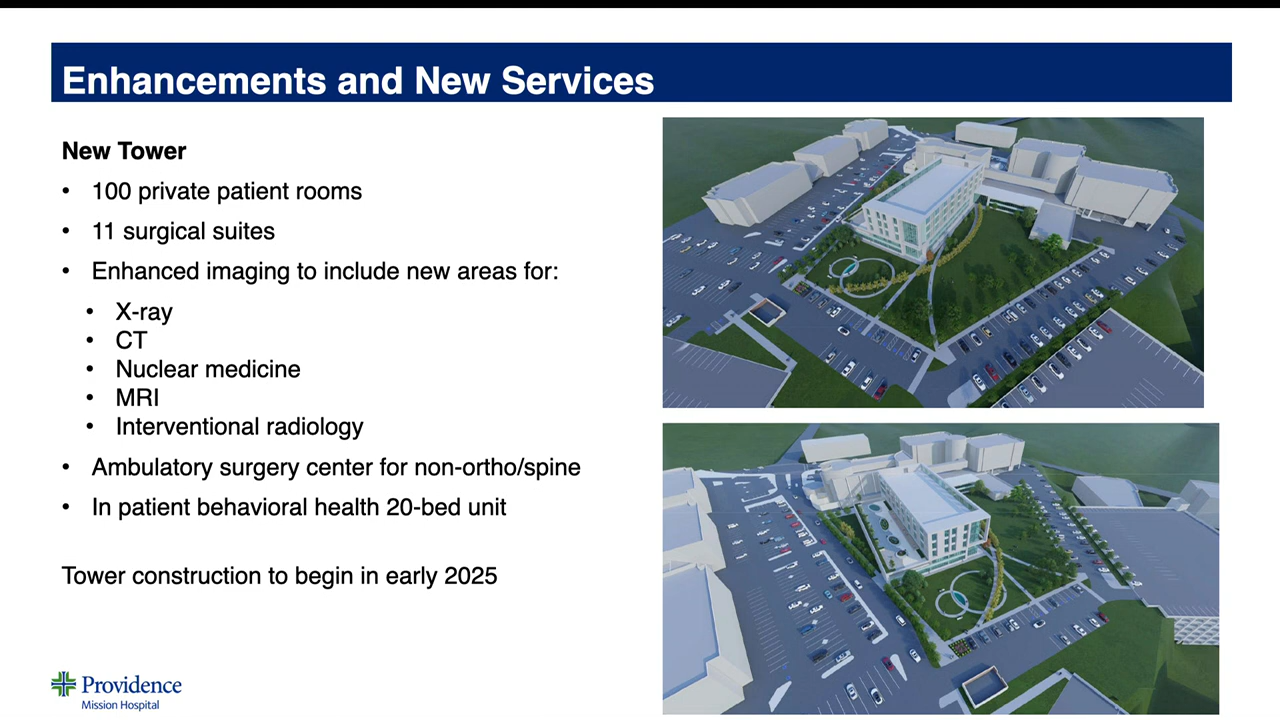 Enhancements and New Services
New Tower
• 100 private patient rooms
• 11 surgical suites
• Enhanced imaging to include new areas for:
• X-ray
• CT
• Nuclear medicine
• MRI
• Interventional radiology
• Ambulatory surgery center for non-ortho/spine
• In patient behavioral health 20-bed unit
Tower construction to begin in early 2025
Providence
Mission Hospital